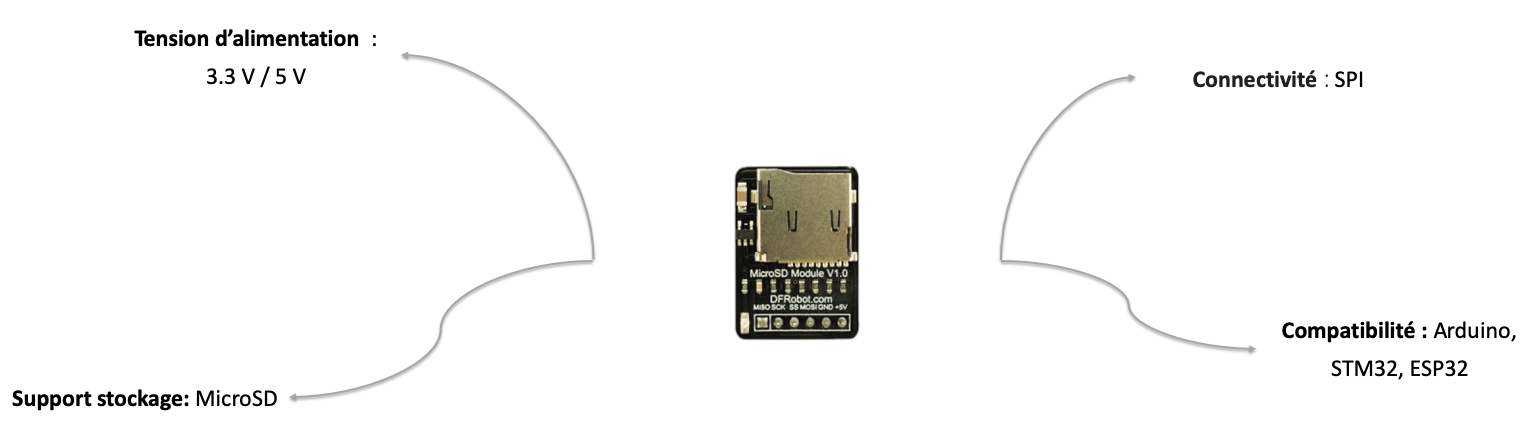 Tension d’alimentation :
3.3 V / 5 V
Connectivité : SPI
MicroSD Module V1.0
DFRobot.com
MISO SCK SS MOSI GND +5V
Compatibilité : Arduino,
STM32, ESP32
Support stockage: MicroSD